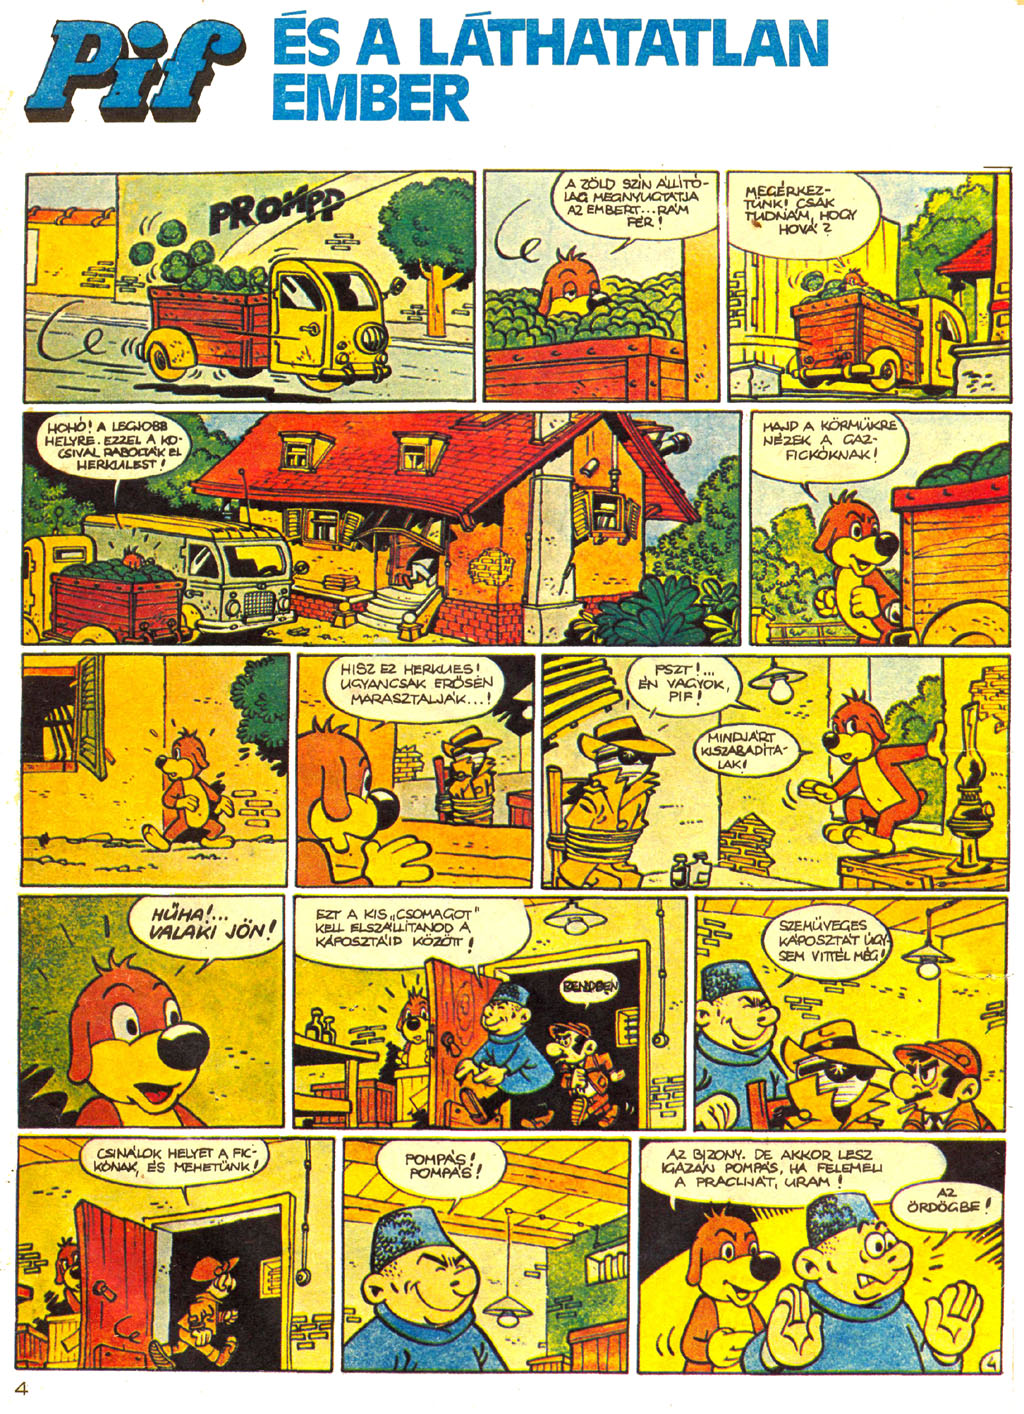 Pif
ÉS A LÁTHATATLAN
EMBER
PROMPP
A ZÖLD SZÍN ÁLLÍTÓ-
LAG MEGNYUGTATJA
AZ EMBERT...RÁM
FÉR!
MEGÉRKEZ-
TÜNK! CSAK
TUDNÁM, HOGY
HOVÁ?
HOHÓ! A LEGJOBB
HELYRE. EZZEL A KO-
CSIVAL RABOLTÁK EL
HERKULEST!
MAJD A KÖRMÜKRE
NÉZEK A GAZ-
FICKÓKNAK!
HISZ EZ HERKULES!
UGYANCSAK ERŐSEN
MARASZTALJÁK...!
PSZT!...
ÉN VAGYOK,
PIF!
MINDJÁRT
KISZABADÍTA-
LAK!
HŰHA!...
VALAKI JÖN!
EZT A KIS „CSOMAGOT"
KELL ELSZÁLLÍTANOD A
KÁPOSZTÁID KÖZÖTT!
RENDBEN
SZEMÜVEGES
KÁPOSZTÁT ÚGY-
SEM VITTÉL MÉG!
CSINÁLOK HELYET A FIC-
KÓNAK, ÉS MEHETÜNK!
POMPÁS!
POMPÁS!
AZ BIZONY. DE AKKOR LESZ
IGAZÁN POMPÁS, HA FELEMELI
A PRACLIJÁT, URAM!
AZ
ÖRDÖGBE!
4
4